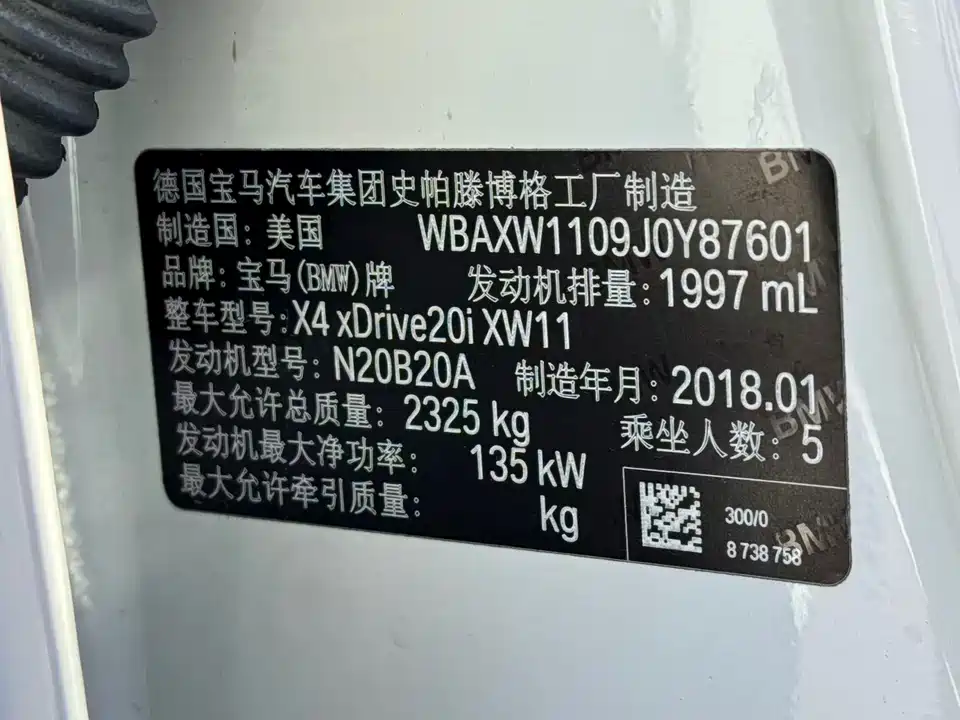 德国宝马汽车集团史帕滕博格工厂制造
制造国: 美国 WBAXW1109J0Y87601
品牌: 宝马(BMW)牌 发动机排量: 1997 mL
整车型号: X4 xDrive20i XW11
发动机型号: N20B20A 制造年月: 2018.01
最大允许总质量: 2325 kg 乘坐人数: 5
发动机最大净功率: 135 kW
最大允许牵引质量: kg
300/0
8 738 758
BMW
BMW
BMW